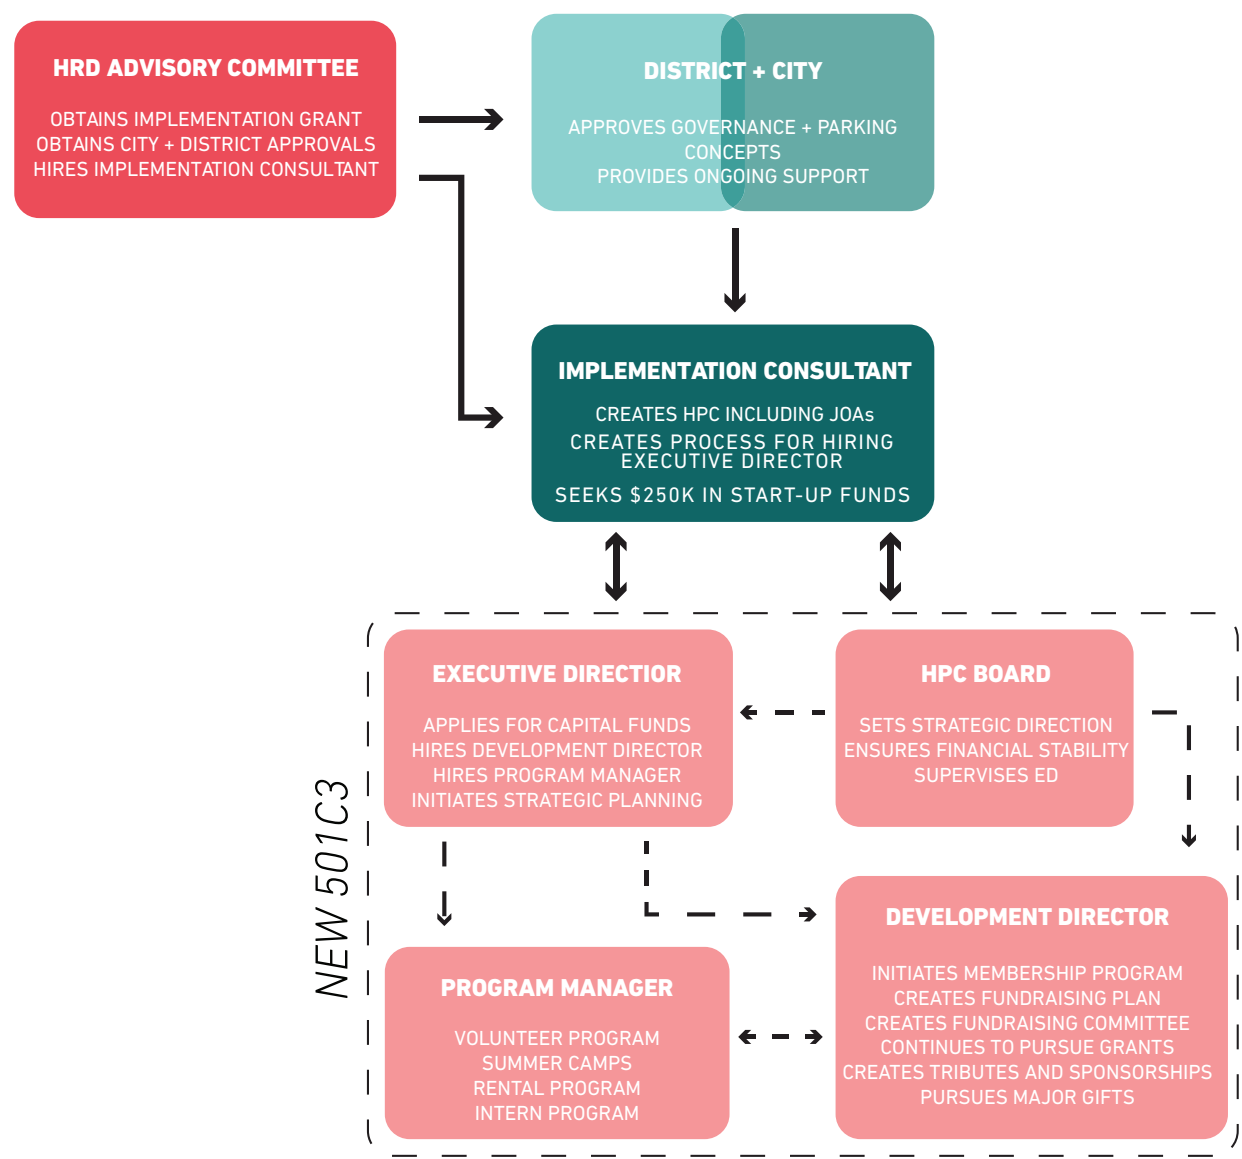 HRD ADVISORY COMMITTEE
OBTAINS IMPLEMENTATION GRANT
OBTAINS CITY + DISTRICT APPROVALS
HIRES IMPLEMENTATION CONSULTANT
DISTRICT + CITY
APPROVES GOVERNANCE + PARKING
CONCEPTS
PROVIDES ONGOING SUPPORT
IMPLEMENTATION CONSULTANT
CREATES HPC INCLUDING JOAs
CREATES PROCESS FOR HIRING
EXECUTIVE DIRECTOR
SEEKS $250K IN START-UP FUNDS
NEW 501C3
EXECUTIVE DIRECTIOR
APPLIES FOR CAPITAL FUNDS
HIRES DEVELOPMENT DIRECTOR
HIRES PROGRAM MANAGER
INITIATES STRATEGIC PLANNING
HPC BOARD
SETS STRATEGIC DIRECTION
ENSURES FINANCIAL STABILITY
SUPERVISES ED
PROGRAM MANAGER
VOLUNTEER PROGRAM
SUMMER CAMPS
RENTAL PROGRAM
INTERN PROGRAM
DEVELOPMENT DIRECTOR
INITIATES MEMBERSHIP PROGRAM
CREATES FUNDRAISING PLAN
CREATES FUNDRAISING COMMITTEE
CONTINUES TO PURSUE GRANTS
CREATES TRIBUTES AND SPONSORSHIPS
PURSUES MAJOR GIFTS